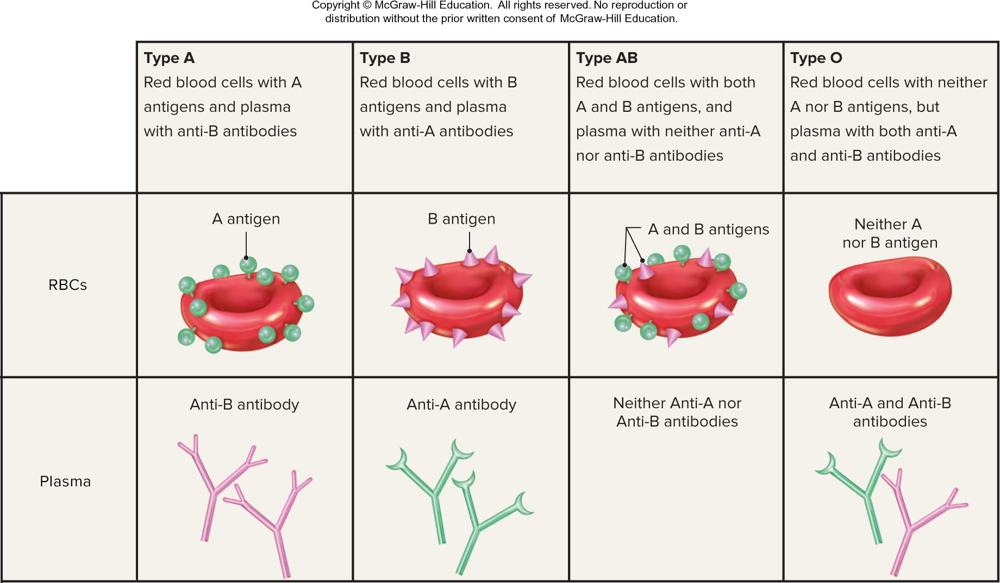 Copyright © McGraw-Hill Education. All rights reserved. No reproduction or
distribution without the prior written consent of McGraw-Hill Education.
Type A
Red blood cells with A
antigens and plasma
with anti-B antibodies
Type B
Red blood cells with B
antigens and plasma
with anti-A antibodies
Type AB
Red blood cells with both
A and B antigens, and
plasma with neither anti-A
nor anti-B antibodies
Type O
Red blood cells with neither
A nor B antigens, but
plasma with both anti-A
and anti-B antibodies
RBCs
A antigen
B antigen
A and B antigens
Neither A
nor B antigen
Plasma
Anti-B antibody
Anti-A antibody
Neither Anti-A nor
Anti-B antibodies
Anti-A and Anti-B
antibodies